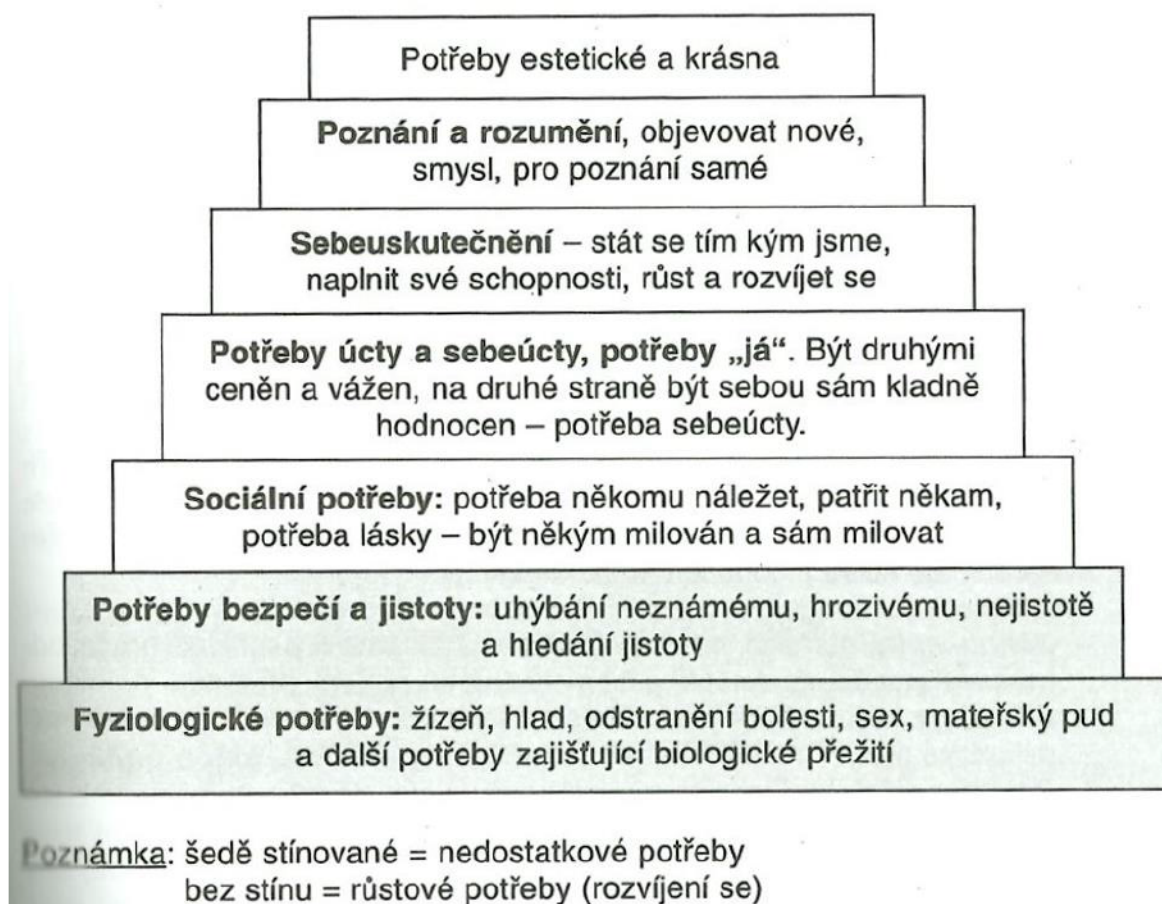 Potřeby estetické a krásna
Poznání a rozumění, objevovat nové,
smysl, pro poznání samé
Sebeuskutečnění – stát se tím kým jsme,
naplnit své schopnosti, růst a rozvíjet se
Potřeby úcty a sebeúcty, potřeby „já“. Být druhými
ceněn a vážen, na druhé straně být sebou sám kladně
hodnocen – potřeba sebeúcty.
Sociální potřeby: potřeba někomu náležet, patřit někam,
potřeba lásky – být někým milován a sám milovat
Potřeby bezpečí a jistoty: uhýbání neznámému, hrozivému, nejistotě
a hledání jistoty
Fyziologické potřeby: žízeň, hlad, odstranění bolesti, sex, mateřský pud
a další potřeby zajišťující biologické přežití
Poznámka: šedě stínované = nedostatkové potřeby
bez stínu = růstové potřeby (rozvíjení se)